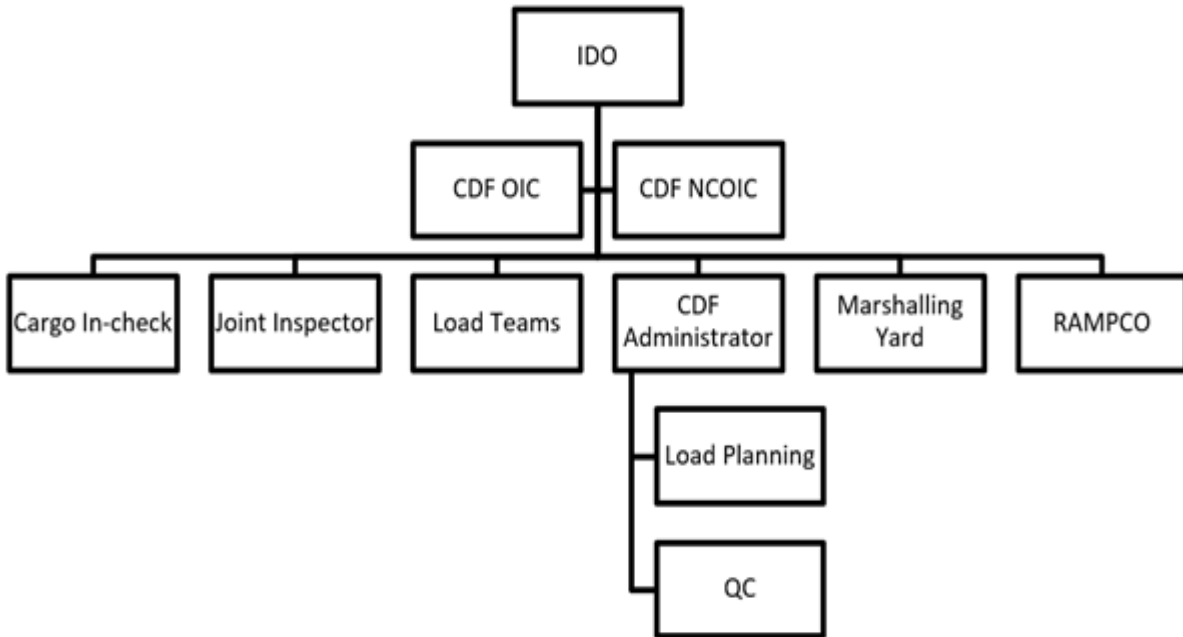 IDO
CDF OIC
CDF NCOIC
Cargo In-check
Joint Inspector
Load Teams
CDF
Administrator
Marshalling
Yard
RAMPCO
Load Planning
QC